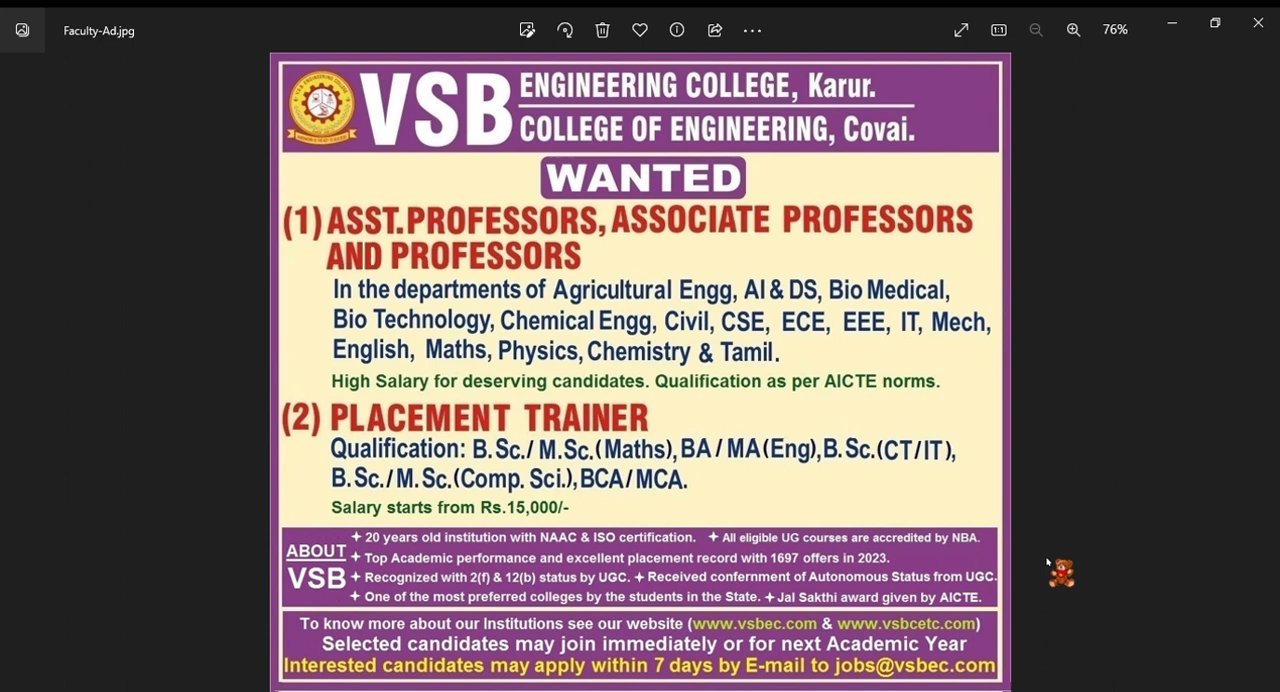 Faculty-Ad.jpg
76%
VSB ENGINEERING COLLEGE, Karur.
COLLEGE OF ENGINEERING, Covai.
WANTED
(1) ASST.PROFESSORS, ASSOCIATE PROFESSORS
AND PROFESSORS
In the departments of Agricultural Engg, AI & DS, Bio Medical,
Bio Technology, Chemical Engg, Civil, CSE, ECE, EEE, IT, Mech,
English, Maths, Physics, Chemistry & Tamil.
High Salary for deserving candidates. Qualification as per AICTE norms.
(2) PLACEMENT TRAINER
Qualification: B.Sc./ M.Sc.(Maths), BA / MA(Eng), B.Sc.(CT/IT),
B.Sc./M.Sc.(Comp. Sci.), BCA/MCA.
Salary starts from Rs.15,000/-
ABOUT VSB
✦ 20 years old institution with NAAC & ISO certification. ✦ All eligible UG courses are accredited by NBA.
✦ Top Academic performance and excellent placement record with 1697 offers in 2023.
✦ Recognized with 2(f) & 12(b) status by UGC. ✦ Received confernment of Autonomous Status from UGC.
✦ One of the most preferred colleges by the students in the State. ✦ Jal Sakthi award given by AICTE.
To know more about our Institutions see our website (www.vsbec.com & www.vsbcetc.com)
Selected candidates may join immediately or for next Academic Year
Interested candidates may apply within 7 days by E-mail to jobs@vsbec.com